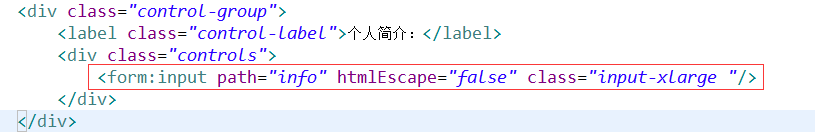 <div class="control-group">
<label class="control-label">个人简介：</label>
<div class="controls">
<form:input path="info" htmlEscape="false" class="input-xlarge "/>
</div>
</div>